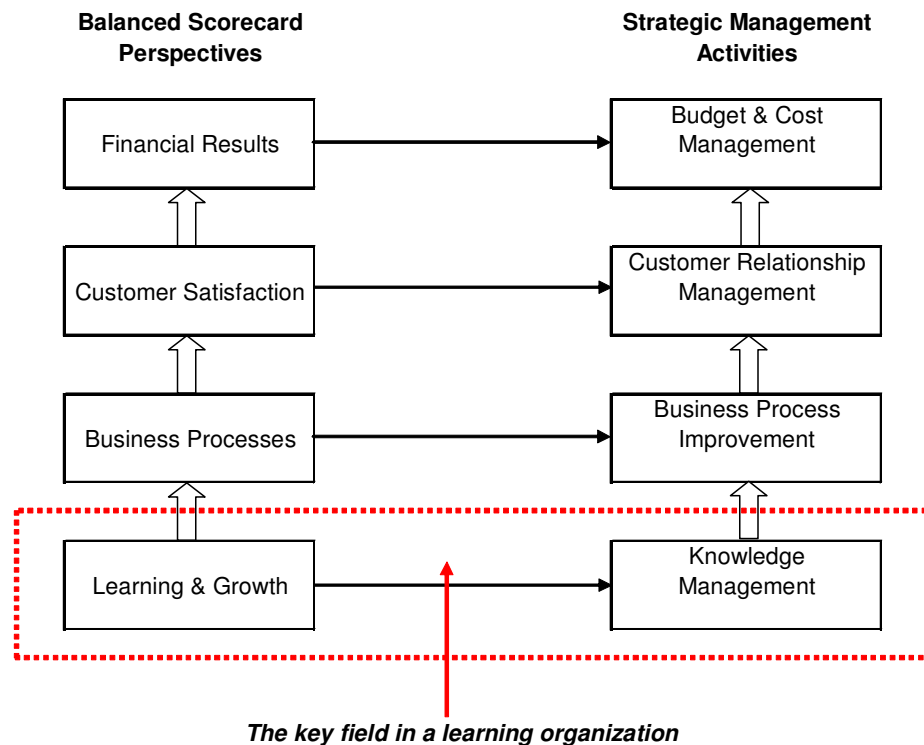 Balanced Scorecard
Perspectives
Strategic Management
Activities
Financial Results
Budget & Cost
Management
Customer Satisfaction
Customer Relationship
Management
Business Processes
Business Process
Improvement
Learning & Growth
Knowledge
Management
The key field in a learning organization